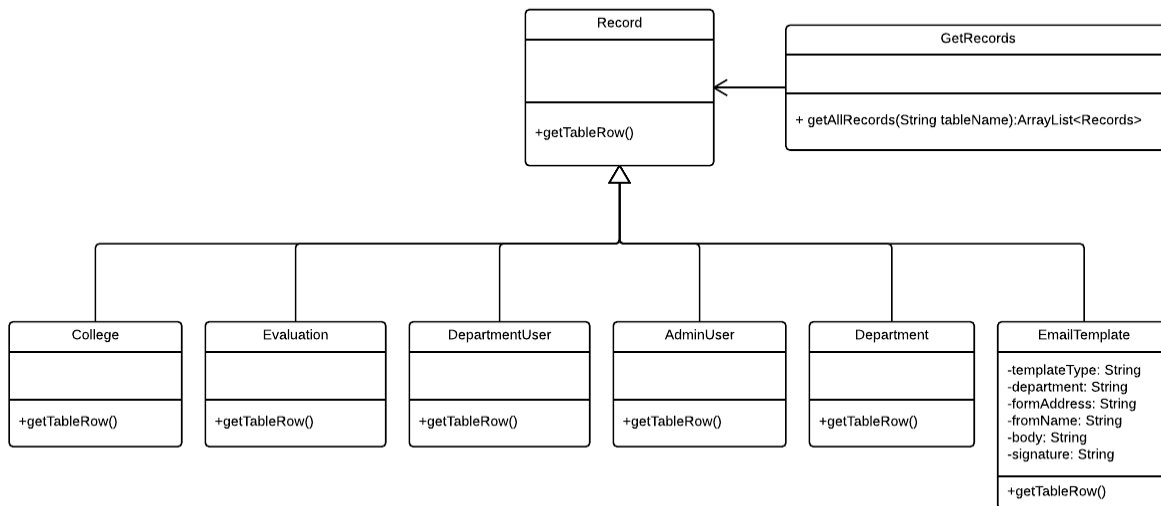 Record
+getTableRow()
GetRecords
+ getAllRecords(String tableName):ArrayList<Records>
College
+getTableRow()
Evaluation
+getTableRow()
DepartmentUser
+getTableRow()
AdminUser
+getTableRow()
Department
+getTableRow()
EmailTemplate
-templateType: String
-department: String
-formAddress: String
-fromName: String
-body: String
-signature: String
+getTableRow()